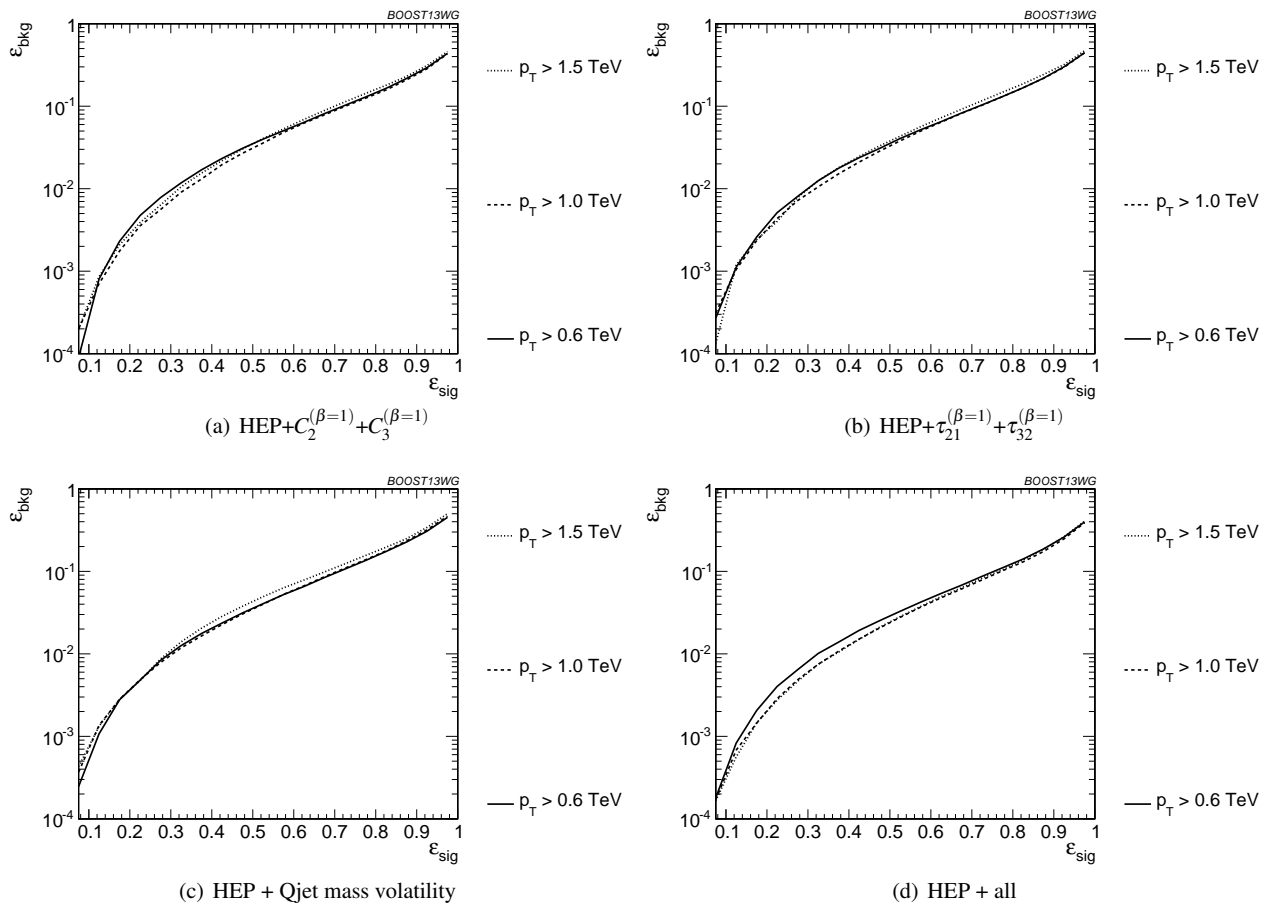 BOOST13WG
ε_bkg
1
10^-1
10^-2
10^-3
10^-4
0.1 0.2 0.3 0.4 0.5 0.6 0.7 0.8 0.9 1
ε_sig
p_T > 1.5 TeV
p_T > 1.0 TeV
p_T > 0.6 TeV
(a) HEP+C_2^(β=1)+C_3^(β=1)
BOOST13WG
ε_bkg
1
10^-1
10^-2
10^-3
10^-4
0.1 0.2 0.3 0.4 0.5 0.6 0.7 0.8 0.9 1
ε_sig
p_T > 1.5 TeV
p_T > 1.0 TeV
p_T > 0.6 TeV
(b) HEP+τ_21^(β=1)+τ_32^(β=1)
BOOST13WG
ε_bkg
1
10^-1
10^-2
10^-3
10^-4
0.1 0.2 0.3 0.4 0.5 0.6 0.7 0.8 0.9 1
ε_sig
p_T > 1.5 TeV
p_T > 1.0 TeV
p_T > 0.6 TeV
(c) HEP + Qjet mass volatility
BOOST13WG
ε_bkg
1
10^-1
10^-2
10^-3
10^-4
0.1 0.2 0.3 0.4 0.5 0.6 0.7 0.8 0.9 1
ε_sig
p_T > 1.5 TeV
p_T > 1.0 TeV
p_T > 0.6 TeV
(d) HEP + all